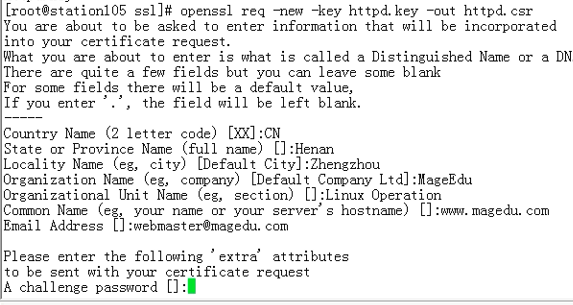 [root@station105 ssl]# openssl req -new -key httpd.key -out httpd.csr
You are about to be asked to enter information that will be incorporated
into your certificate request.
What you are about to enter is what is called a Distinguished Name or a DN
There are quite a few fields but you can leave some blank
For some fields there will be a default value,
If you enter '.', the field will be left blank.
-----
Country Name (2 letter code) [XX]:CN
State or Province Name (full name) []:Henan
Locality Name (eg, city) [Default City]:Zhengzhou
Organization Name (eg, company) [Default Company Ltd]:MageEdu
Organizational Unit Name (eg, section) []:Linux Operation
Common Name (eg, your name or your server's hostname) []:www.magedu.com
Email Address []:webmaster@magedu.com
Please enter the following 'extra' attributes
to be sent with your certificate request
A challenge password []: